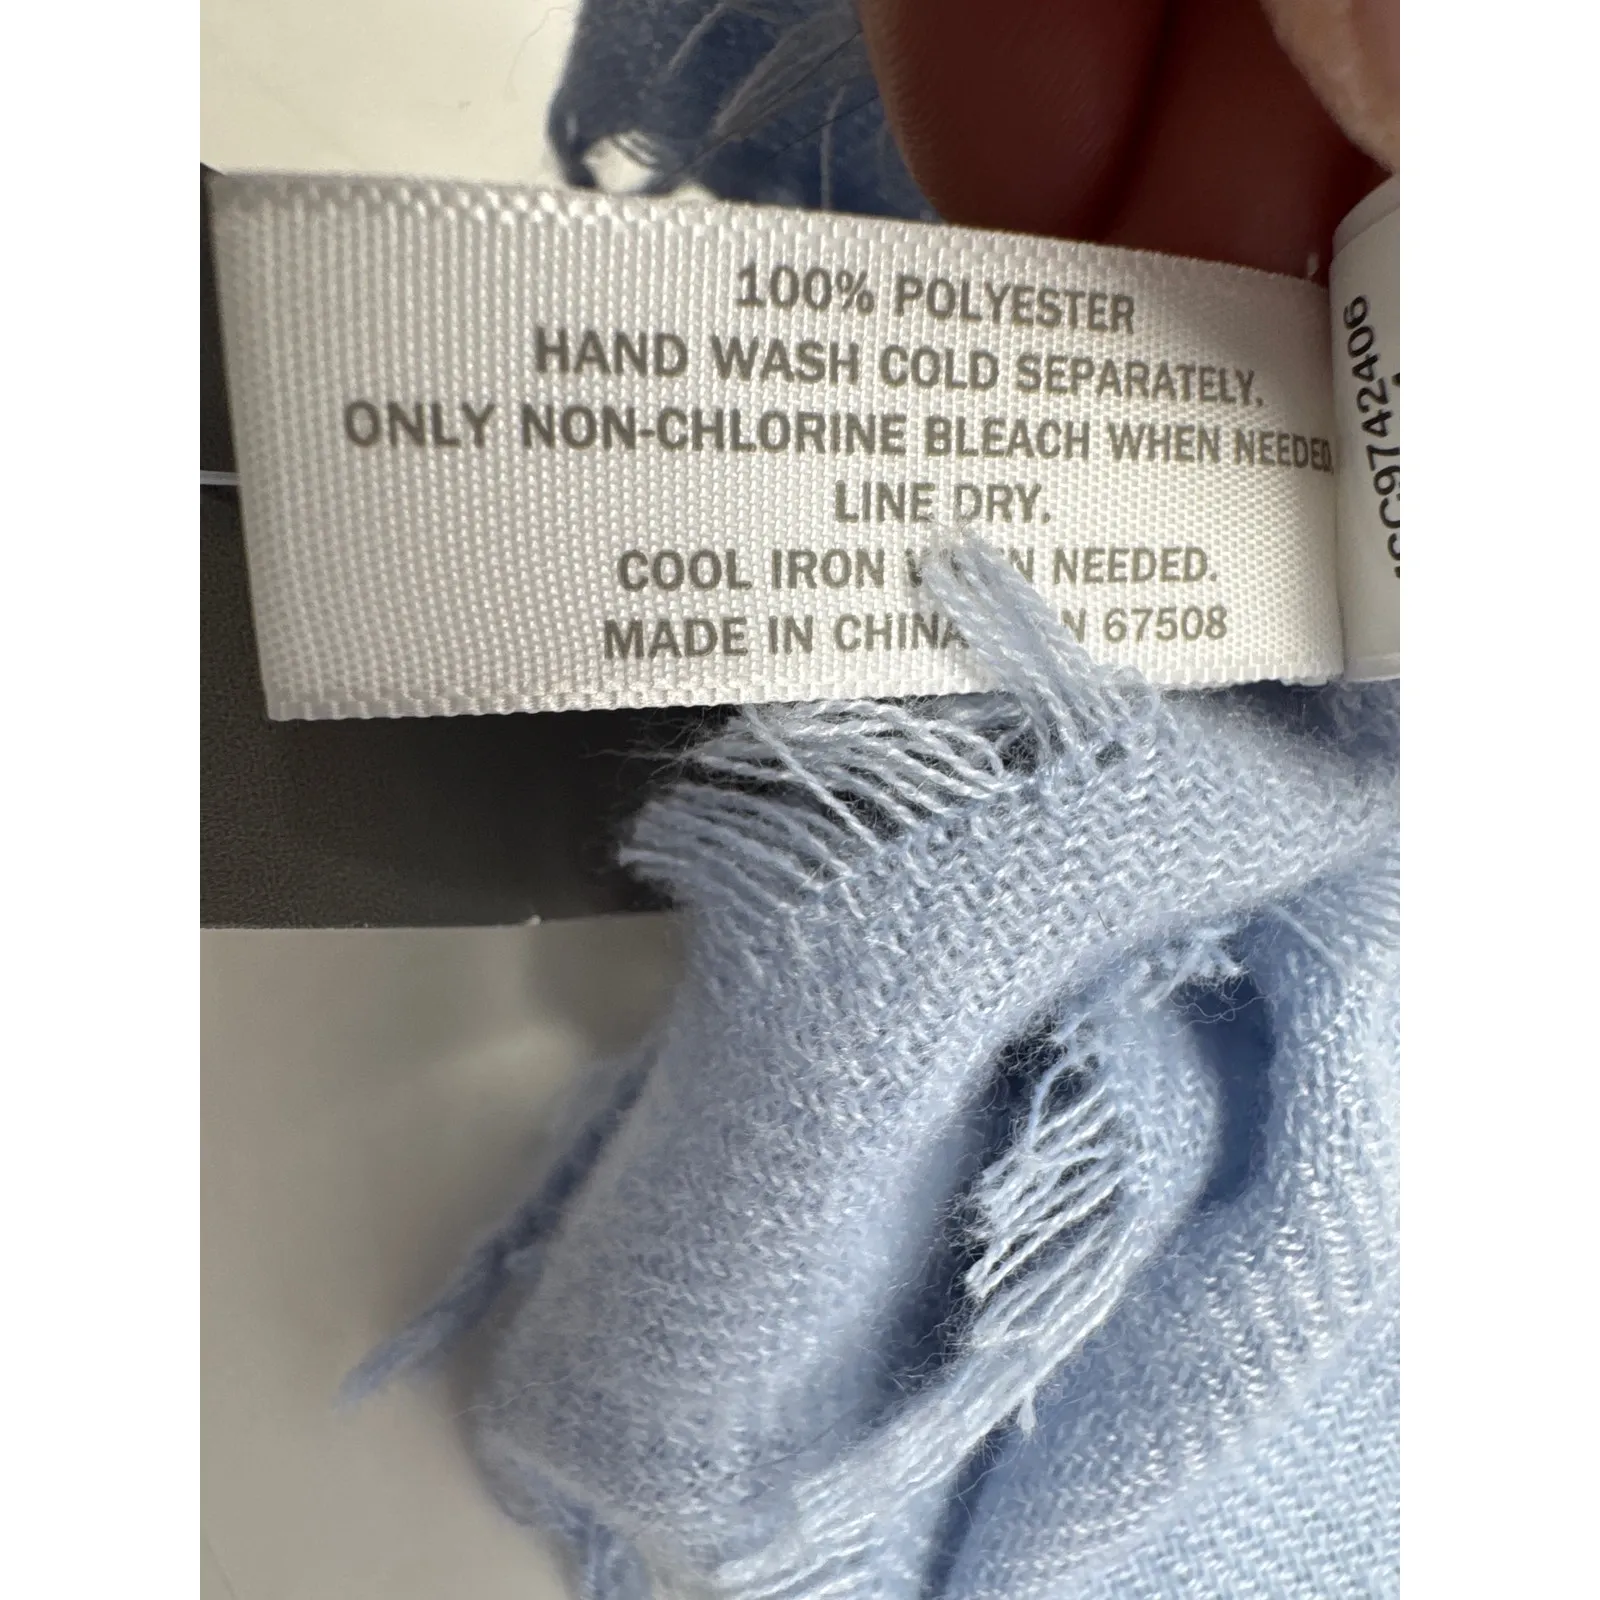 100% POLYESTER
HAND WASH COLD SEPARATELY.
ONLY NON-CHLORINE BLEACH WHEN NEEDED.
LINE DRY.
COOL IRON NEEDED.
MADE IN CHINA 67508
9742406